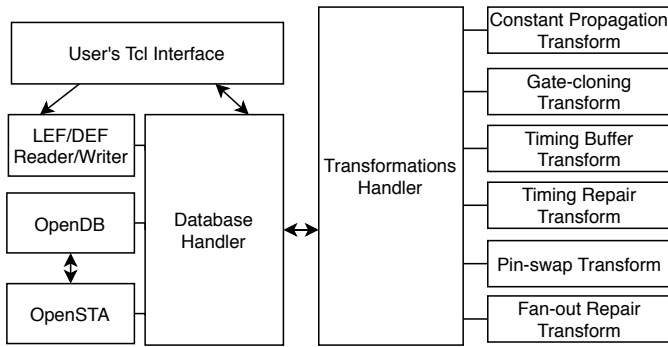 User's Tcl Interface
LEF/DEF
Reader/Writer
OpenDB
OpenSTA
Database
Handler
Transformations
Handler
Constant Propagation
Transform
Gate-cloning
Transform
Timing Buffer
Transform
Timing Repair
Transform
Pin-swap Transform
Fan-out Repair
Transform